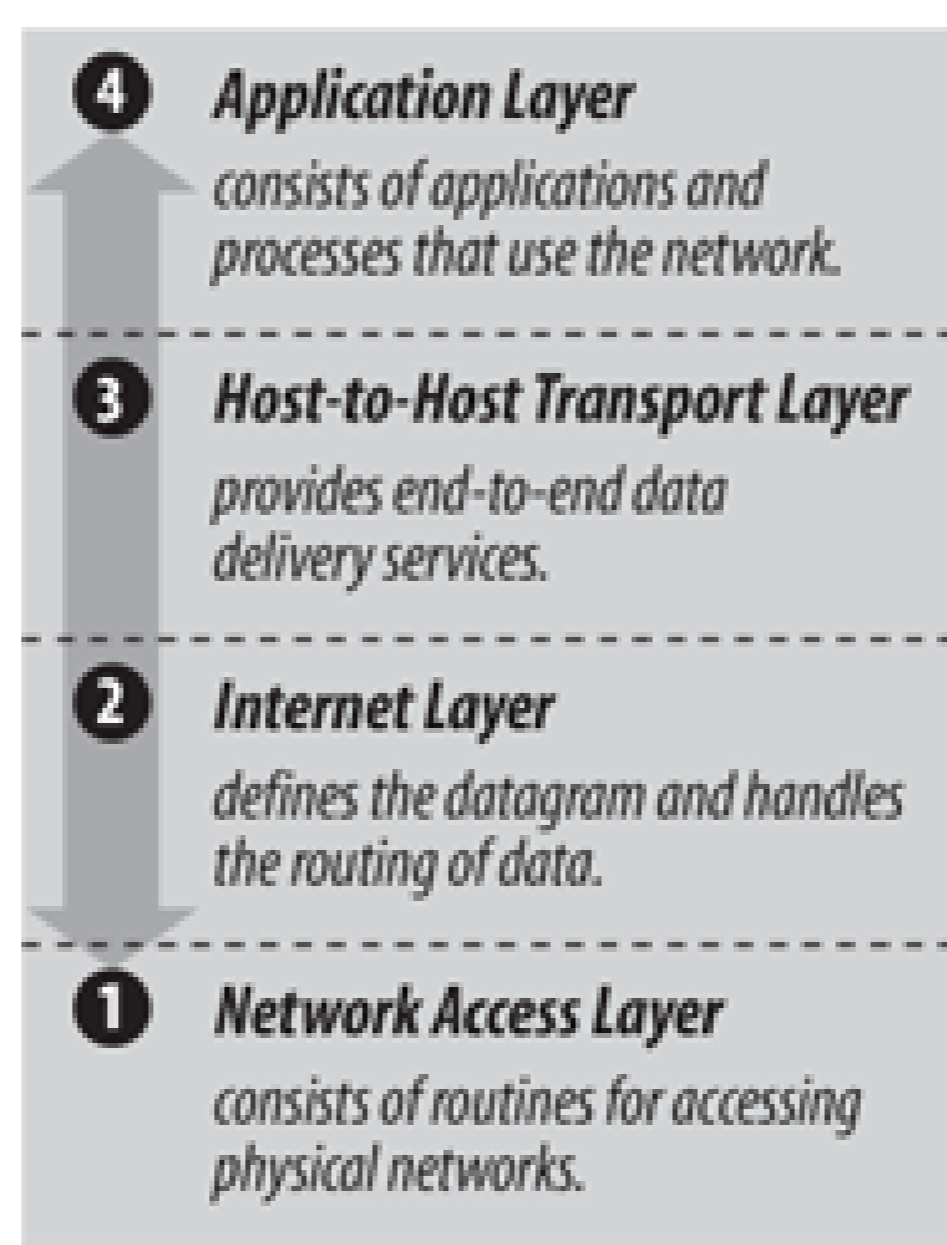 4 Application Layer
consists of applications and
processes that use the network.
3 Host-to-Host Transport Layer
provides end-to-end data
delivery services.
2 Internet Layer
defines the datagram and handles
the routing of data.
1 Network Access Layer
consists of routines for accessing
physical networks.